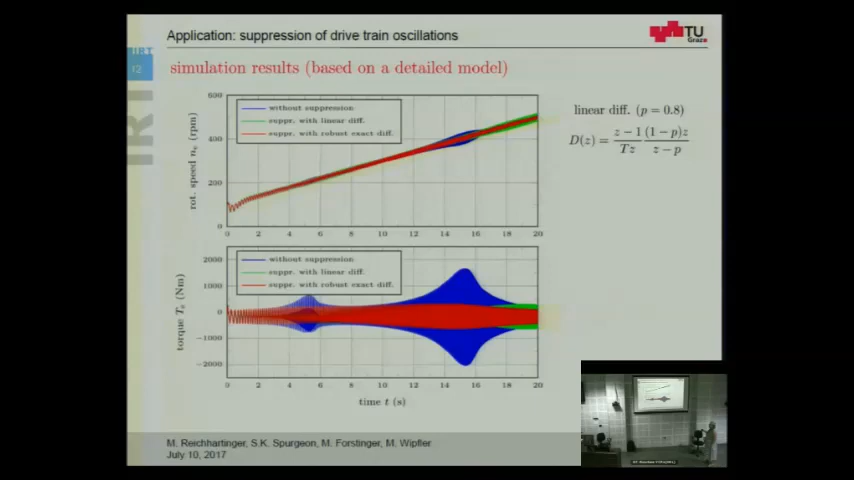 Application: suppression of drive train oscillations
TU
Graz
IRT
12
IRT
simulation results (based on a detailed model)
600
400
200
0
rot. speed
(rpm)
without suppression
suppr. with linear diff.
suppr. with robust exact diff.
0 2 4 6 8 10 12 14 16 18 20
linear diff. (p = 0.8)
D(z) = z − 1 / Tz (1 − p)z / z − p
2000
1000
0
−1000
−2000
torque
(Nm)
without suppression
suppr. with linear diff.
suppr. with robust exact diff.
0 2 4 6 8 10 12 14 16 18 20
time t (s)
M. Reichhartinger, S.K. Spurgeon, M. Forstinger, M. Wipfler
July 10, 2017